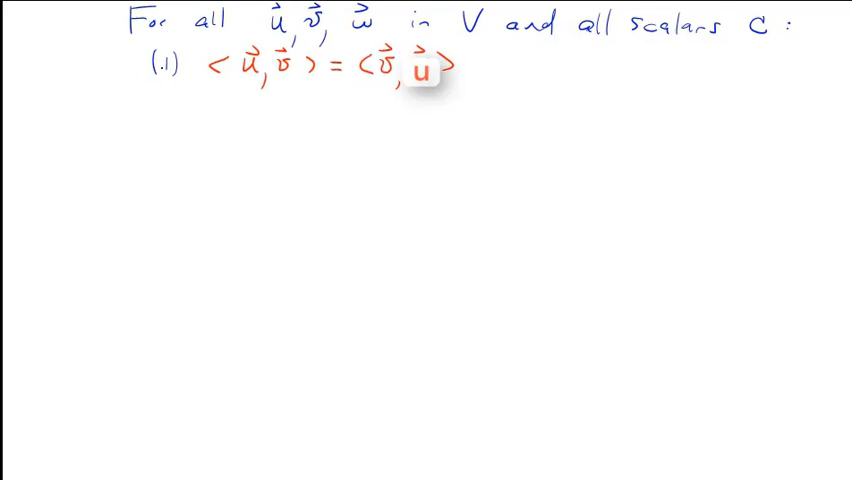 For all u⃗, v⃗, w⃗ in V and all scalars c :
(.1) < u⃗, v⃗ > = < v⃗, u⃗ >